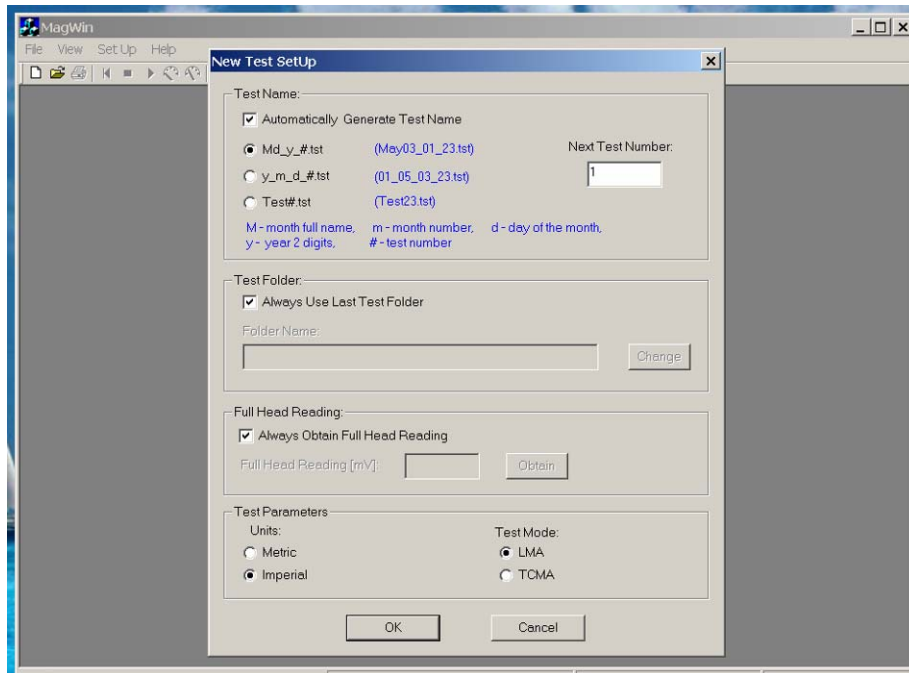 MagWin
File View Set Up Help
New Test SetUp
Test Name:
Automatically Generate Test Name
Md_y_#.tst (May03_01_23.tst) Next Test Number:
y_m_d_#.tst (01_05_03_23.tst) 1
Test#.tst (Test23.tst)
M - month full name, m - month number, d - day of the month,
y - year 2 digits, # - test number
Test Folder:
Always Use Last Test Folder
Folder Name:
Change
Full Head Reading:
Always Obtain Full Head Reading
Full Head Reading [mV]: Obtain
Test Parameters
Units: Test Mode:
Metric LMA
Imperial TCMA
OK Cancel